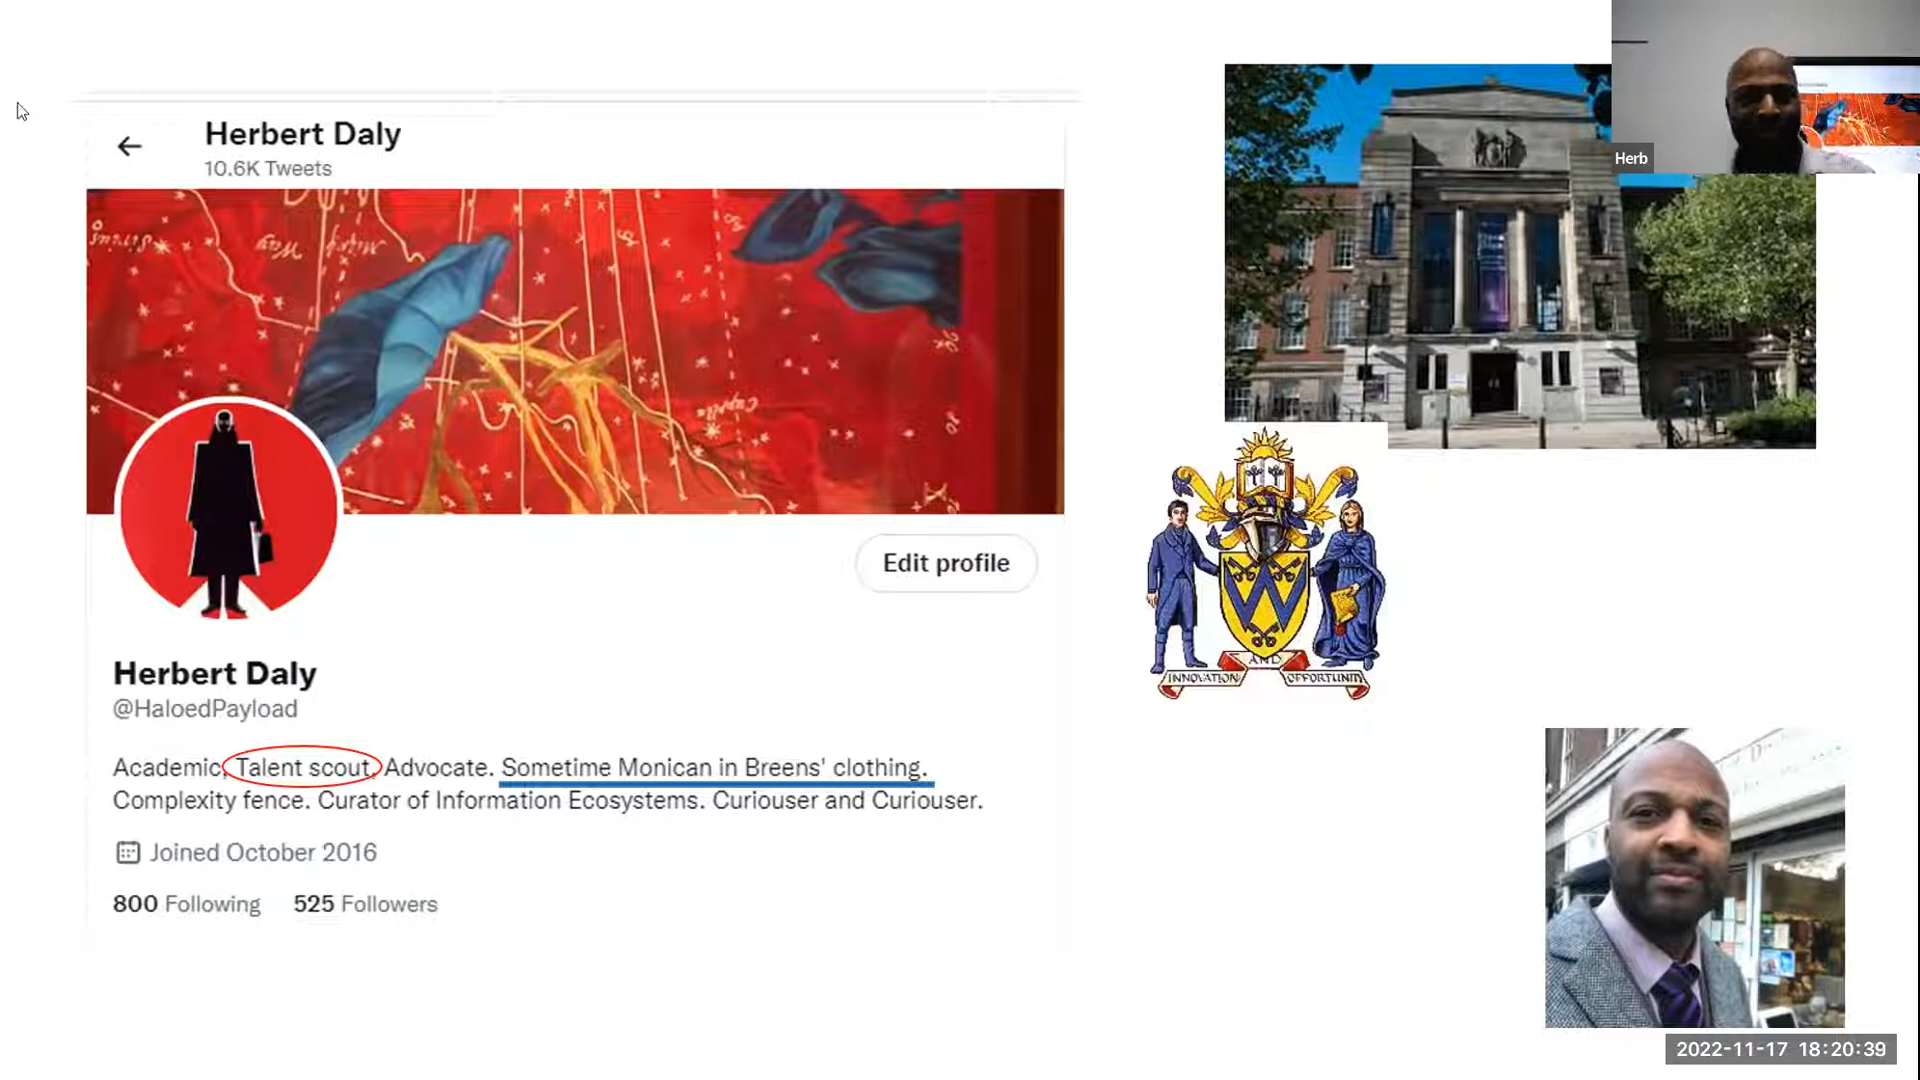 Herbert Daly
10.6K Tweets
Sirius
Edit profile
Herbert Daly
@HaloedPayload
Academic, Talent scout, Advocate. Sometime Monican in Breens' clothing.
Complexity fence. Curator of Information Ecosystems. Curiouser and Curiouser.
Joined October 2016
800 Following 525 Followers
Herb
W
AND
INNOVATION OPPORTUNITY
2022-11-17 18:20:39